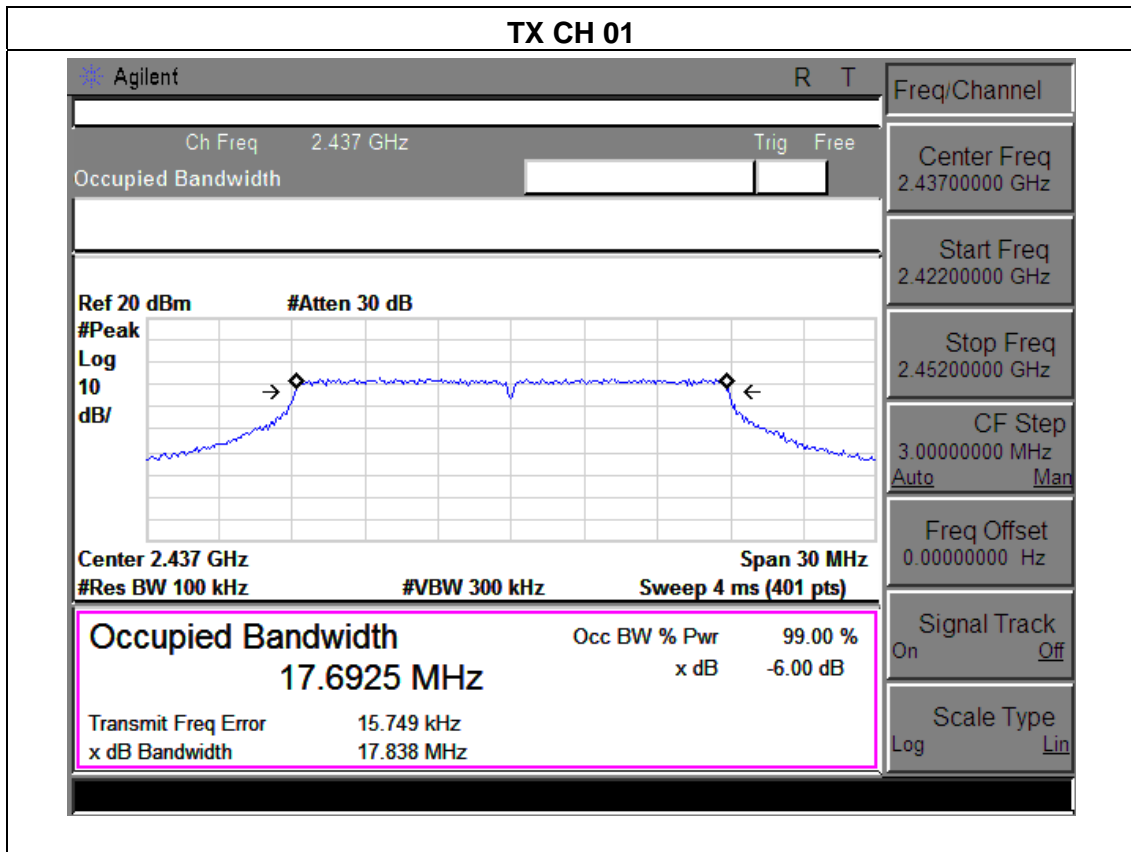 TX CH 01
Agilent R T
Ch Freq 2.437 GHz Trig Free
Occupied Bandwidth
Ref 20 dBm #Atten 30 dB
#Peak
Log
10
dB/
Center 2.437 GHz Span 30 MHz
#Res BW 100 kHz #VBW 300 kHz Sweep 4 ms (401 pts)
Occupied Bandwidth Occ BW % Pwr 99.00 %
17.6925 MHz x dB -6.00 dB
Transmit Freq Error 15.749 kHz
x dB Bandwidth 17.838 MHz
Freq/Channel
Center Freq
2.43700000 GHz
Start Freq
2.42200000 GHz
Stop Freq
2.45200000 GHz
CF Step
3.00000000 MHz
Auto Man
Freq Offset
0.00000000 Hz
Signal Track
On Off
Scale Type
Log Lin